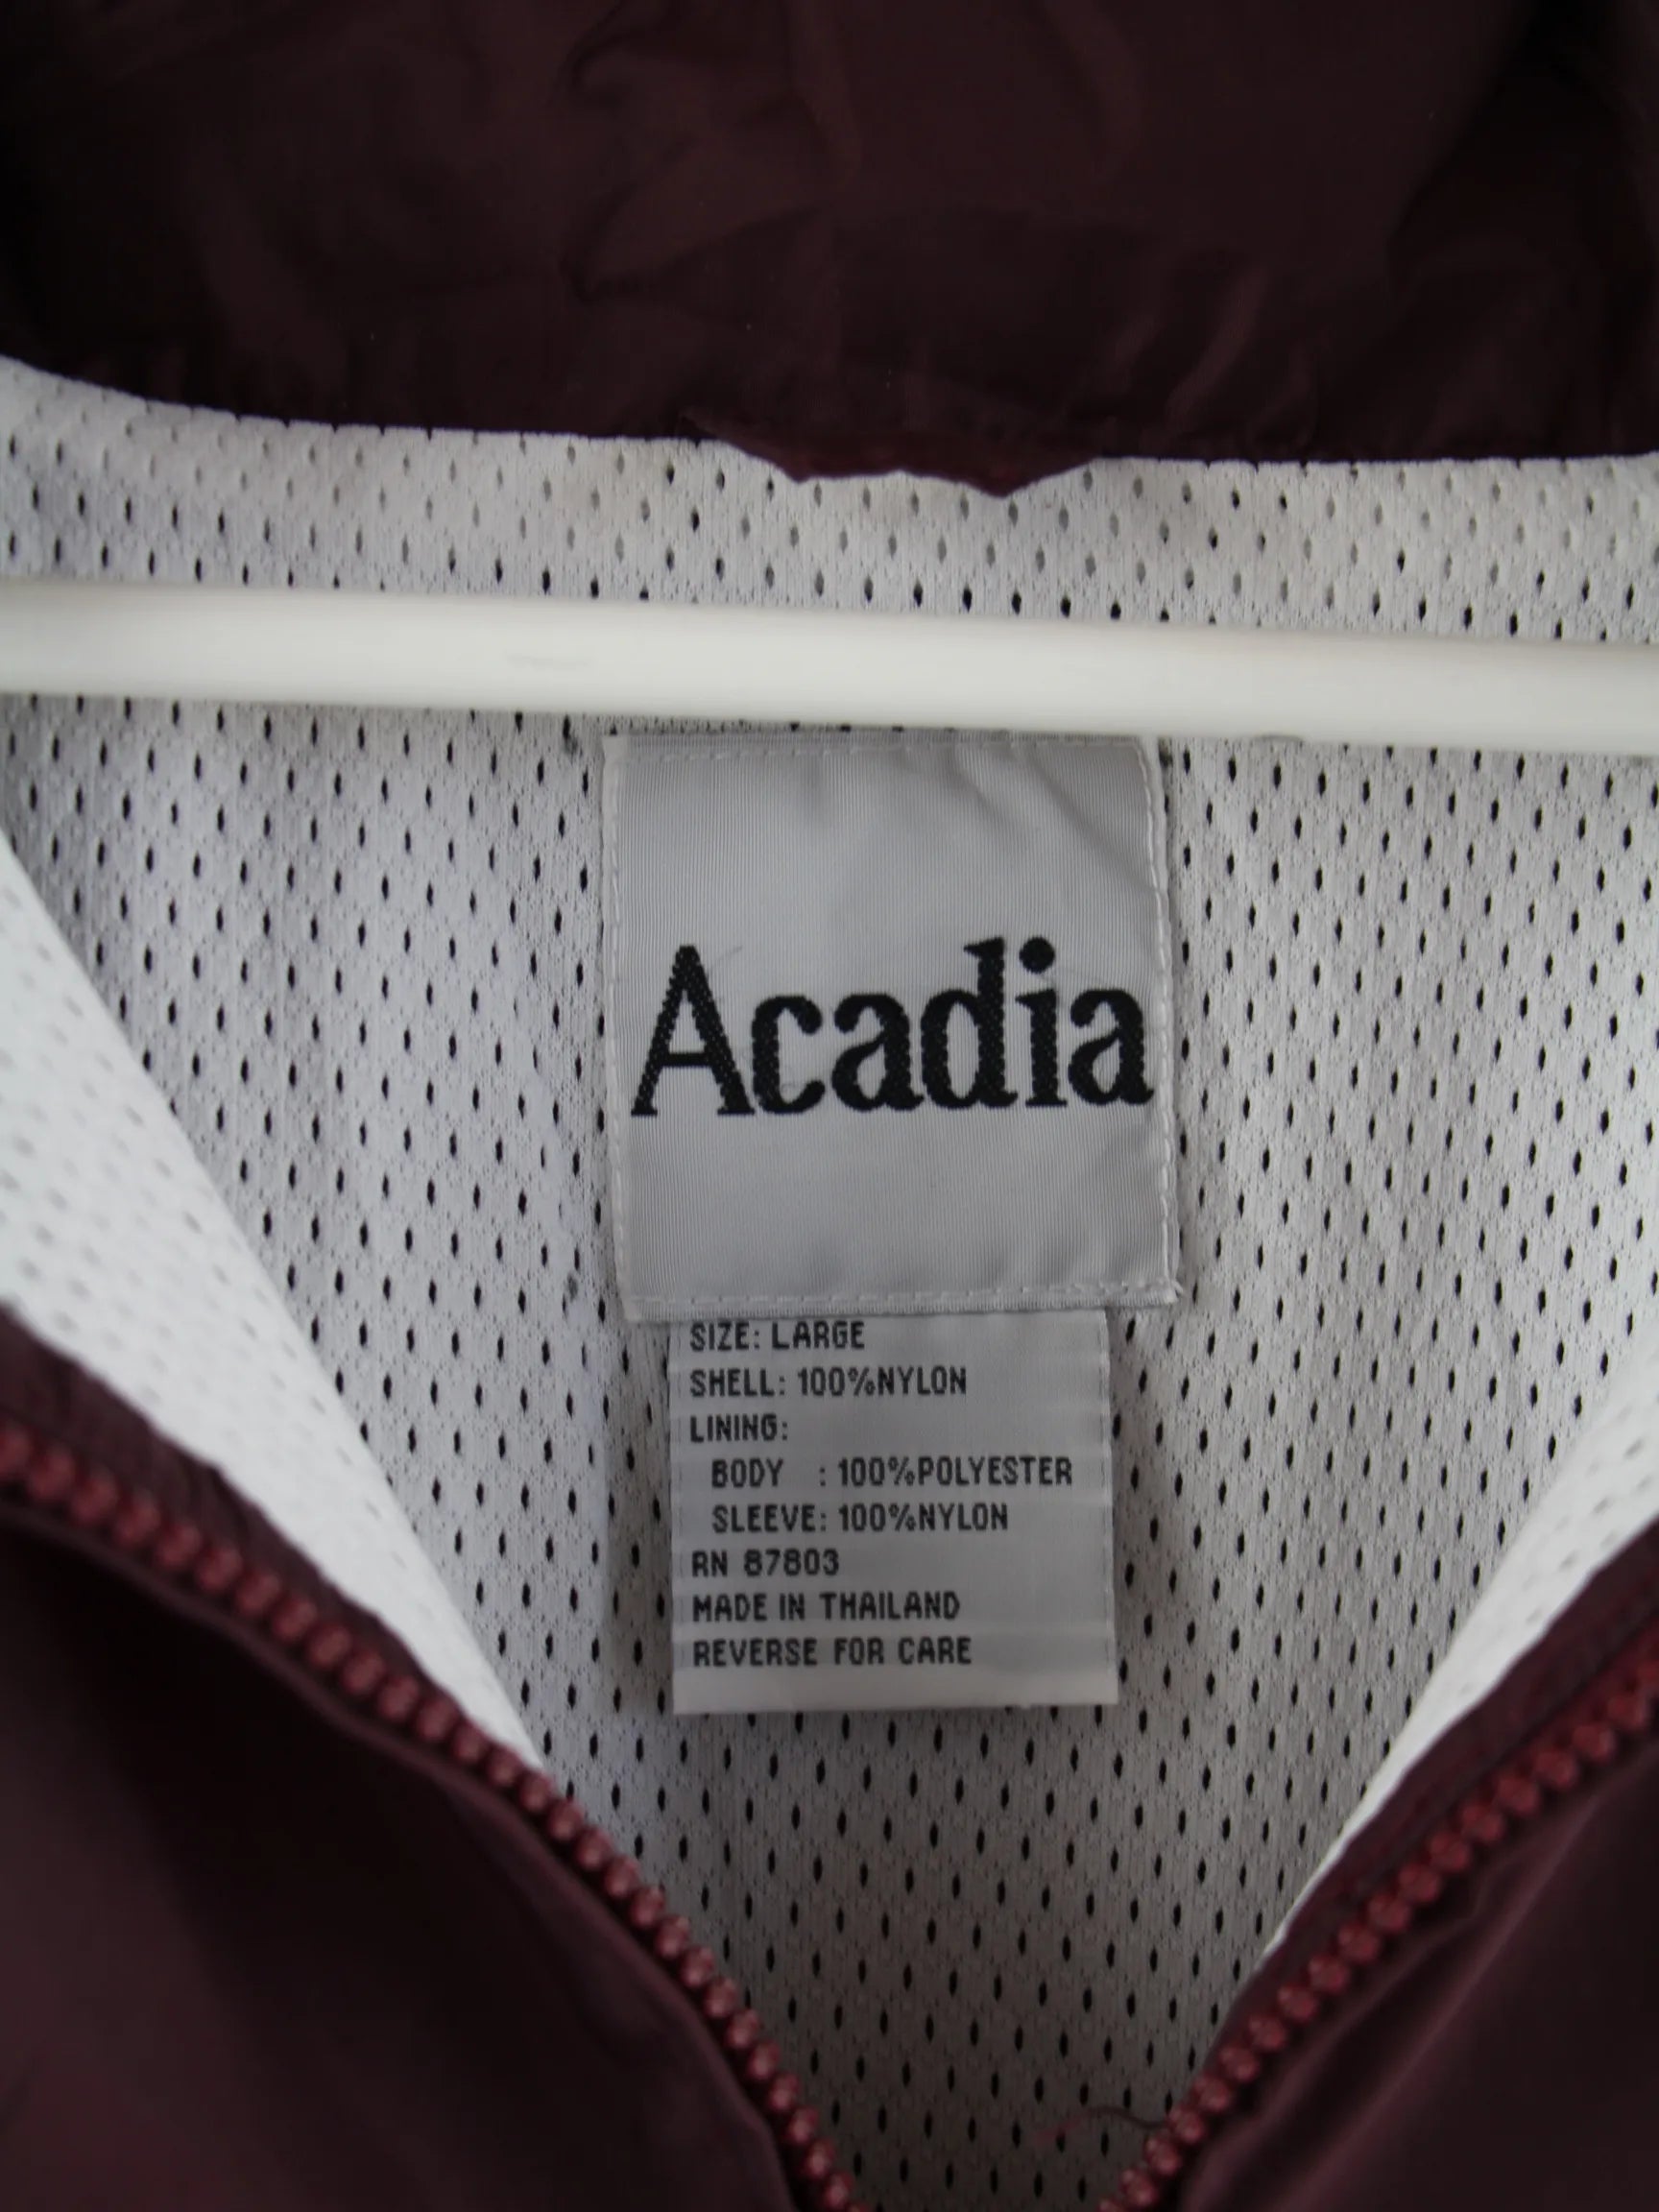 Acadia
SIZE: LARGE
SHELL: 100%NYLON
LINING:
BODY : 100%POLYESTER
SLEEVE: 100%NYLON
RN 87803
MADE IN THAILAND
REVERSE FOR CARE